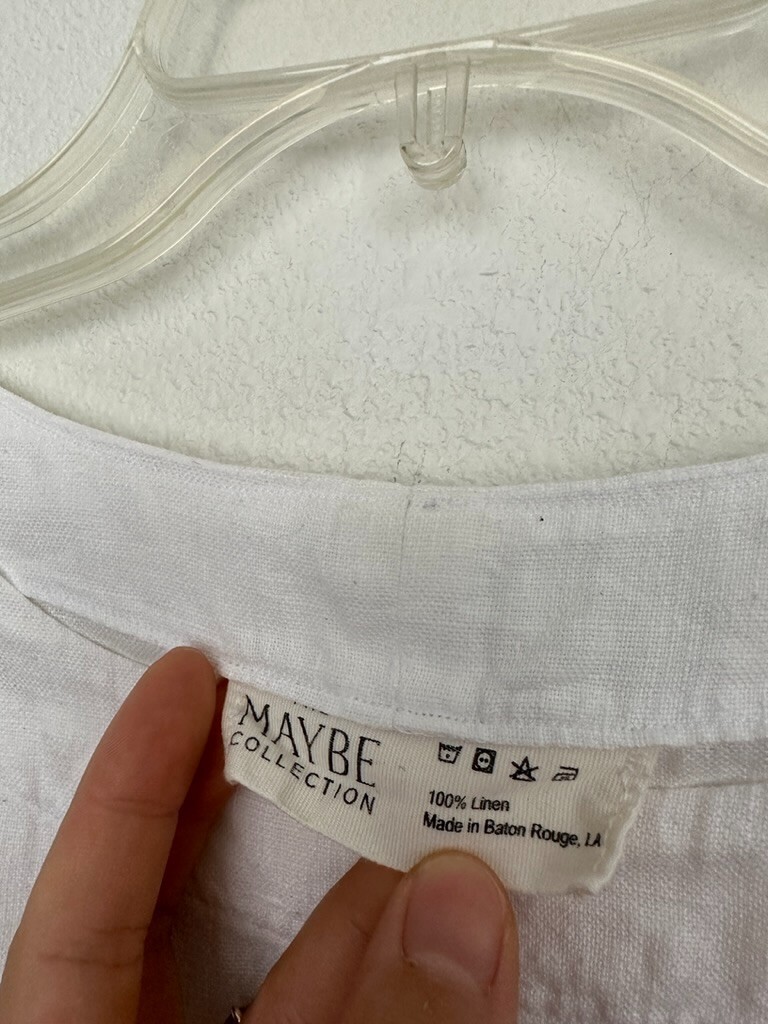 MAYBE
COLLECTION
100% Linen
Made in Baton Rouge, LA